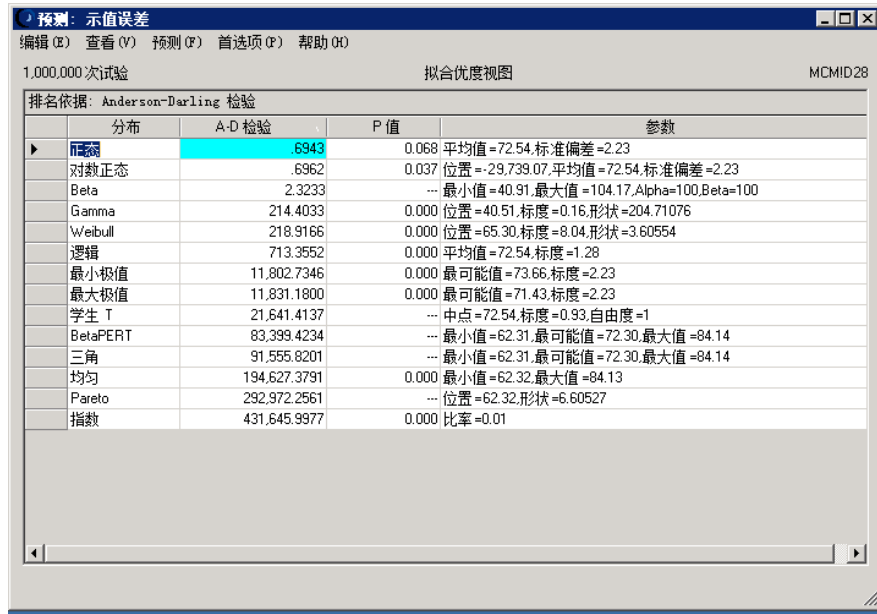 预测: 示值误差
编辑(E) 查看(V) 预测(F) 首选项(P) 帮助(H)
1,000,000 次试验 拟合优度视图 MCMID28
排名依据: Anderson-Darling 检验
分布 A-D 检验 P 值 参数
正态 .6943 0.068 平均值=72.54,标准偏差=2.23
对数正态 .6962 0.037 位置=-29,739.07,平均值=72.54,标准偏差=2.23
Beta 2.3233 --- 最小值=40.91,最大值=104.17,Alpha=100,Beta=100
Gamma 214.4033 0.000 位置=40.51,标度=0.16,形状=204.71076
Weibull 218.9166 0.000 位置=65.30,标度=8.04,形状=3.60554
逻辑 713.3552 0.000 平均值=72.54,标度=1.28
最小极值 11,802.7346 0.000 最可能值=73.66,标度=2.23
最大极值 11,831.1800 0.000 最可能值=71.43,标度=2.23
学生 T 21,641.4137 --- 中点=72.54,标度=0.93,自由度=1
BetaPERT 83,399.4234 --- 最小值=62.31,最可能值=72.30,最大值=84.14
三角 91,555.8201 --- 最小值=62.31,最可能值=72.30,最大值=84.14
均匀 194,627.3791 0.000 最小值=62.32,最大值=84.13
Pareto 292,972.2561 --- 位置=62.32,形状=6.60527
指数 431,645.9977 0.000 比率=0.01